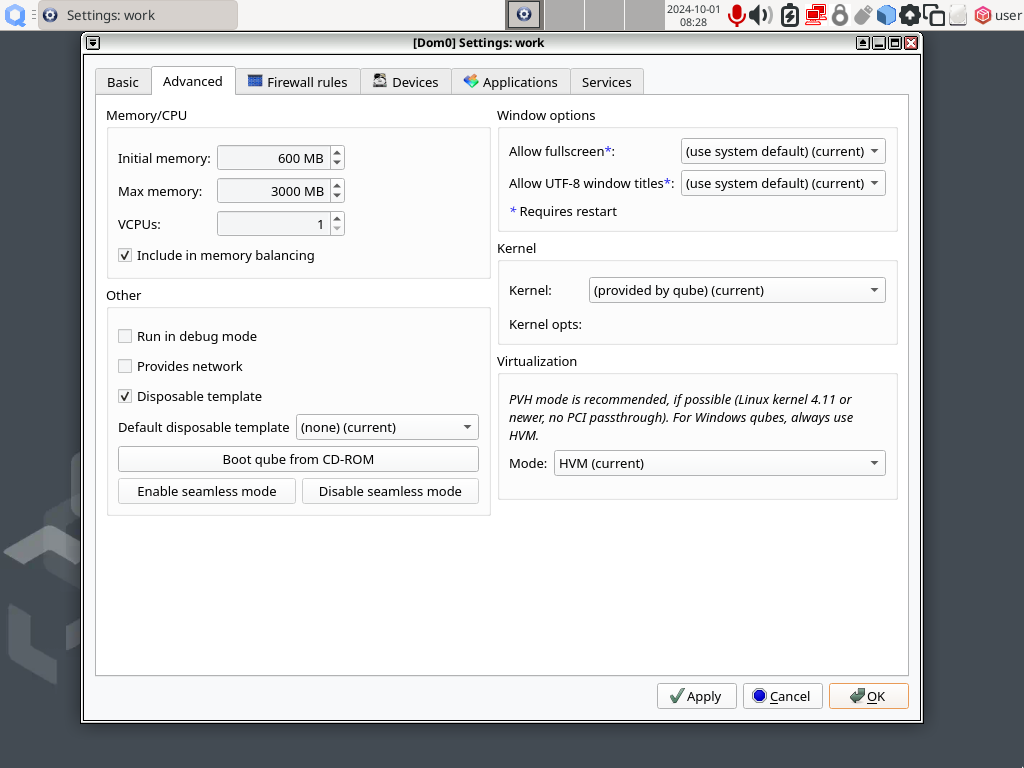 Settings: work
2024-10-01
08:28
user
[Dom0] Settings: work
Basic
Advanced
Firewall rules
Devices
Applications
Services
Memory/CPU
Initial memory: 600 MB
Max memory: 3000 MB
VCPUs: 1
Include in memory balancing
Other
Run in debug mode
Provides network
Disposable template
Default disposable template (none) (current)
Boot qube from CD-ROM
Enable seamless mode
Disable seamless mode
Window options
Allow fullscreen*: (use system default) (current)
Allow UTF-8 window titles*: (use system default) (current)
* Requires restart
Kernel
Kernel: (provided by qube) (current)
Kernel opts:
Virtualization
PVH mode is recommended, if possible (Linux kernel 4.11 or
newer, no PCI passthrough). For Windows qubes, always use
HVM.
Mode: HVM (current)
Apply
Cancel
OK